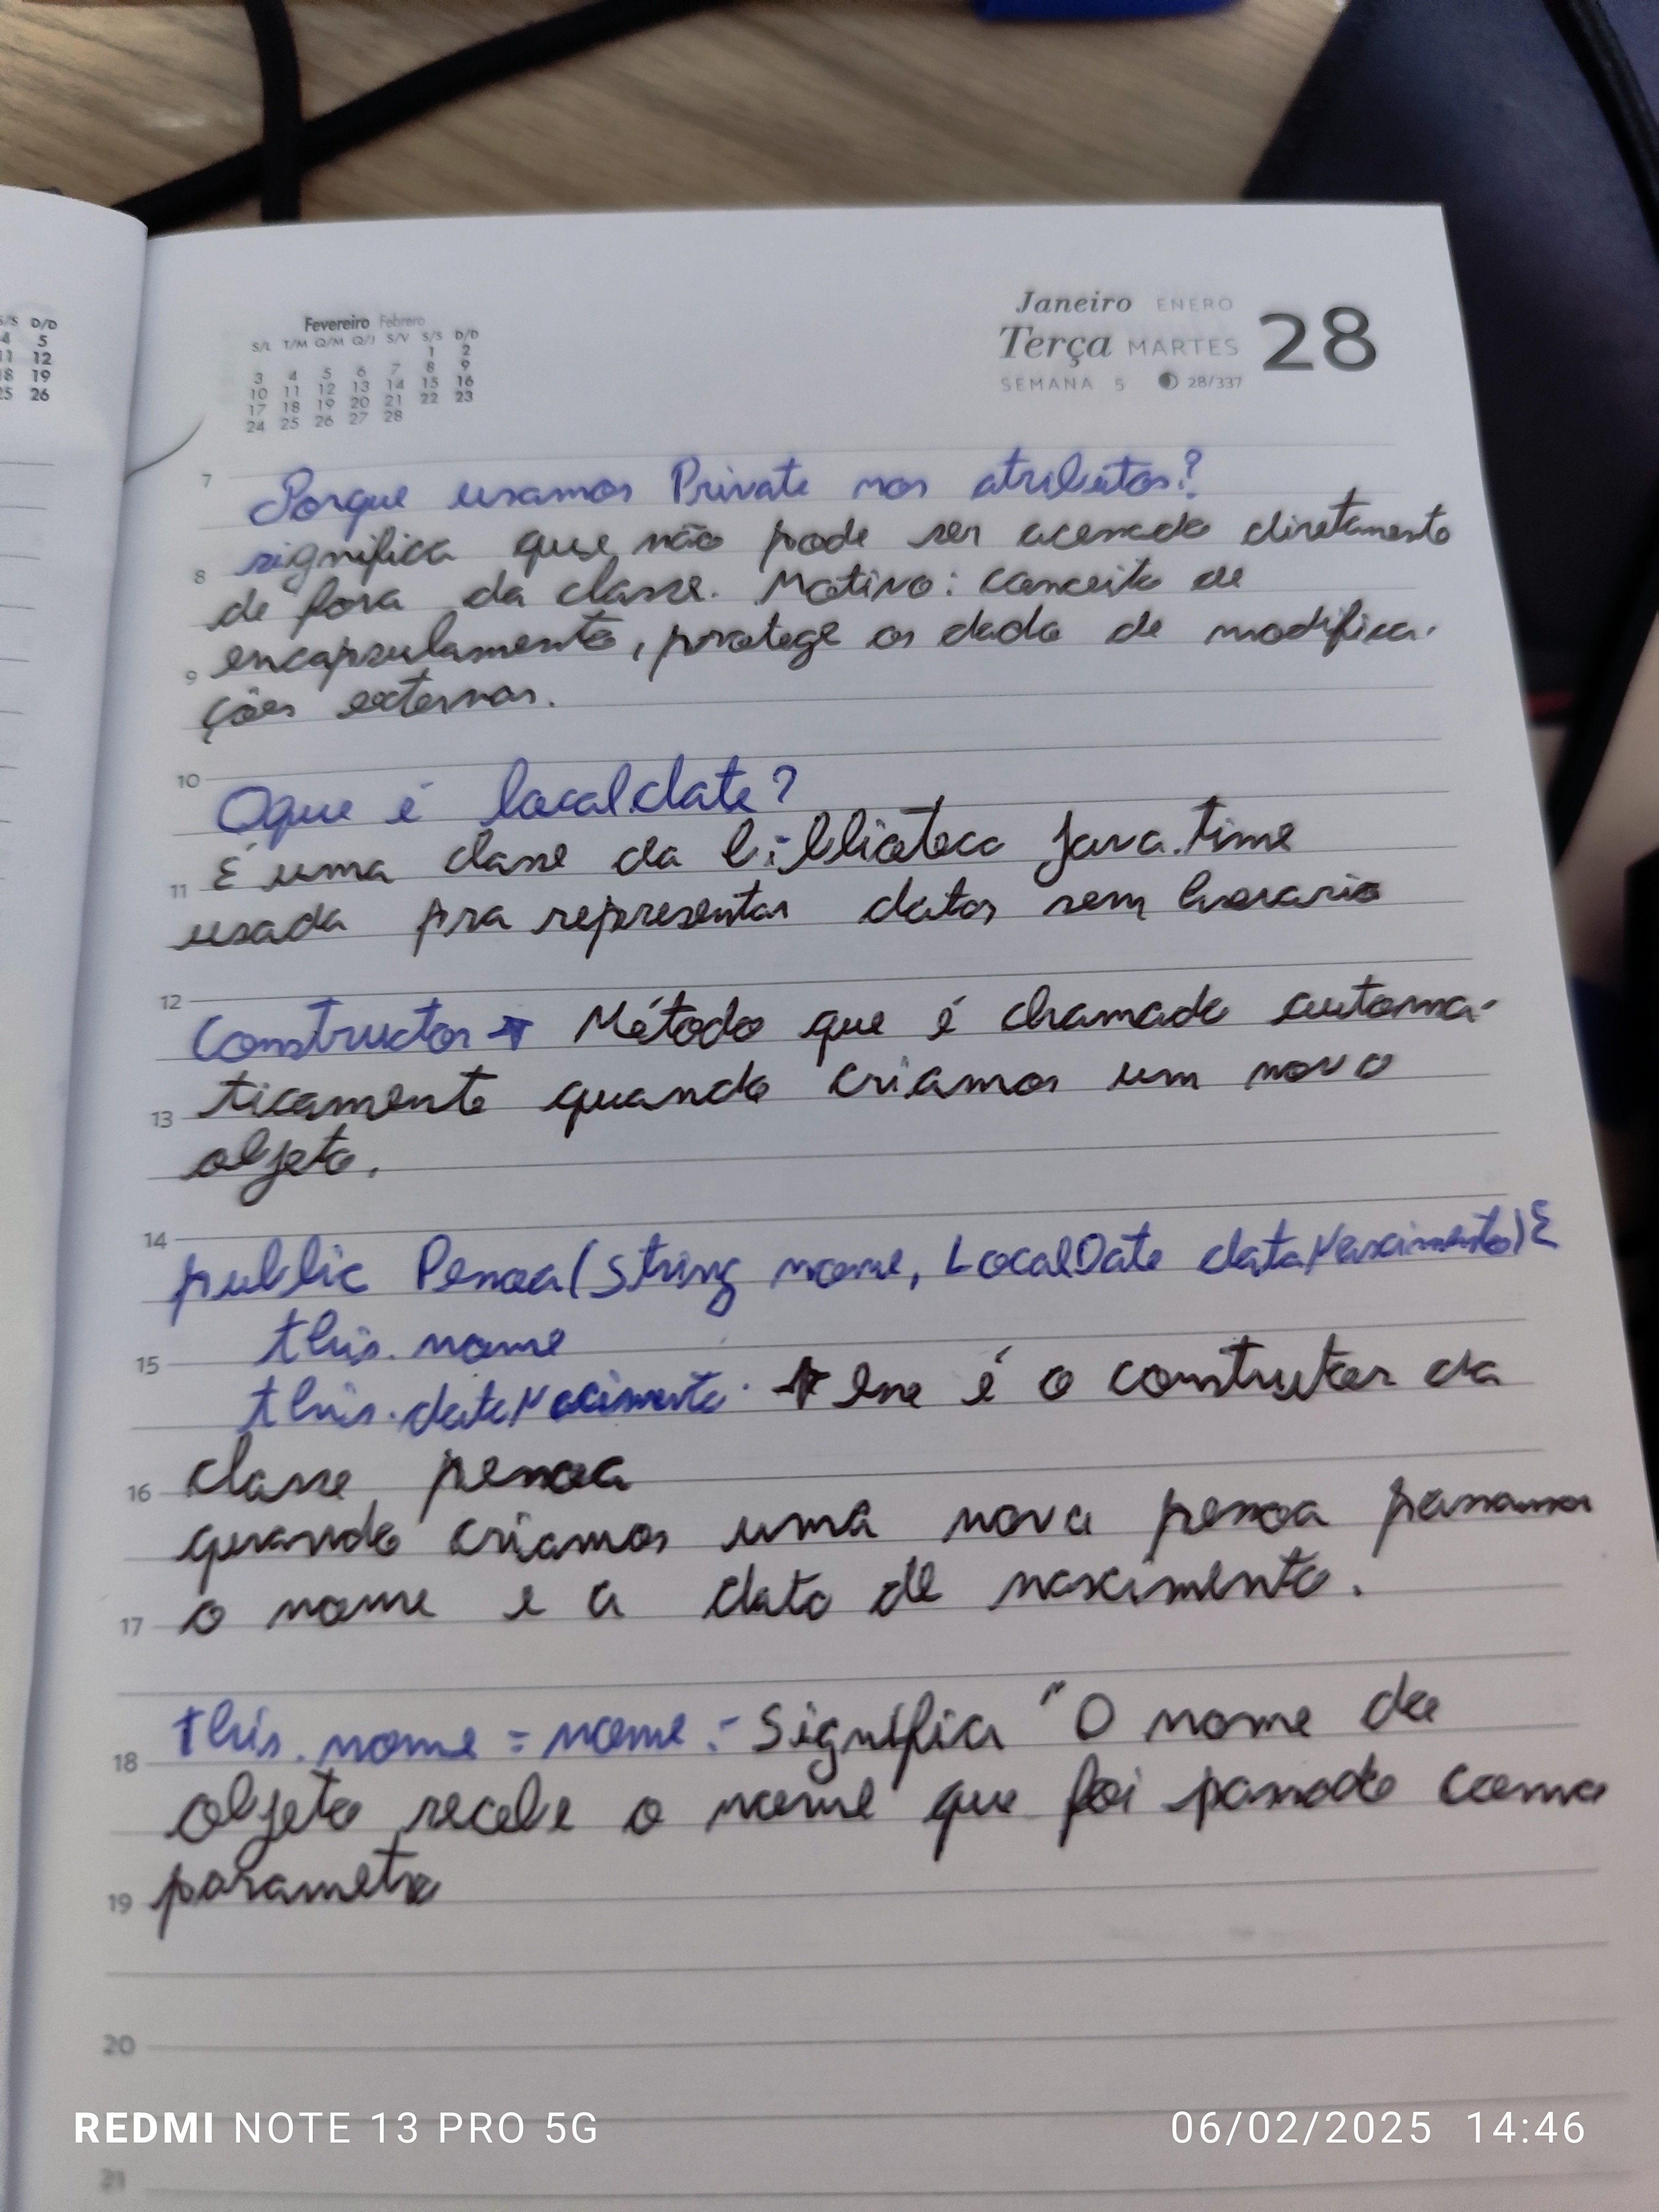 S/S D/D
4 5
11 12
18 19
25 26
Fevereiro Febrero
S/L T/M Q/M Q/J S/V S/S D/D
1 2
3 4 5 6 7 8 9
10 11 12 13 14 15 16
17 18 19 20 21 22 23
24 25 26 27 28
Janeiro ENERO
Terça MARTES 28
SEMANA 5 28/337
7 Porque usamos Private nos atributos?
significa que não pode ser acessado diretamente
8 de fora da classe. Motivo: conceito de
9 encapsulamento, protege os dado de modifica-
ções externas.
10
Oque é local.date?
É uma classe da biblioteca java.time
11 usada pra representar datas sem horario
12
Constructor → Método que é chamado automa-
13 ticamente quando criamos um novo
objeto.
14
public Pessoa(String nome, LocalDate dataNascimento){
15 this.nome
this.dataNascimento. → Esse é o construtor da
16 classe pessoa
quando criamos uma nova pessoa passamos
17 o nome e a data de nascimento.
18 this.nome = nome :- Significa "O nome do
objeto recebe o nome que foi passado como
19 parametro
20
21
REDMI NOTE 13 PRO 5G
06/02/2025 14:46